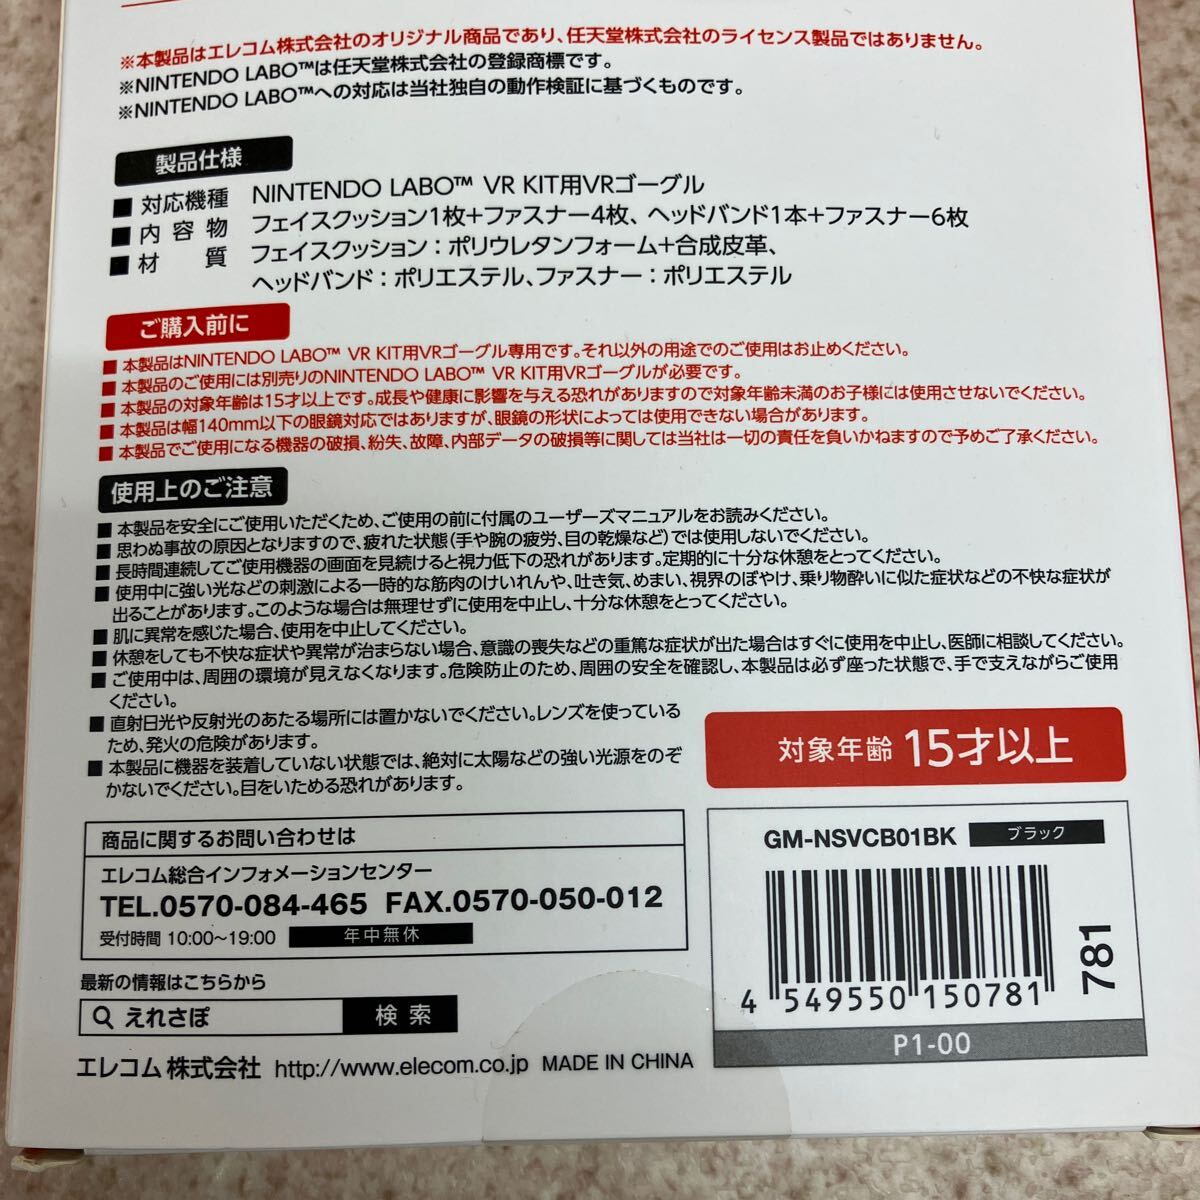 ※本製品はエレコム株式会社のオリジナル商品であり、任天堂株式会社のライセンス製品ではありません。
※NINTENDO LABO™は任天堂株式会社の登録商標です。
※NINTENDO LABO™への対応は当社独自の動作検証に基づくものです。
製品仕様
■対応機種 NINTENDO LABO™ VR KIT用VRゴーグル
■内容物 フェイスクッション1枚+ファスナー4枚、ヘッドバンド1本+ファスナー6枚
■材質 フェイスクッション：ポリウレタンフォーム+合成皮革、
ヘッドバンド：ポリエステル、ファスナー：ポリエステル
ご購入前に
■本製品はNINTENDO LABO™ VR KIT用VRゴーグル専用です。それ以外の用途でのご使用はお止めください。
■本製品のご使用には別売りのNINTENDO LABO™ VR KIT用VRゴーグルが必要です。
■本製品の対象年齢は15才以上です。成長や健康に影響を与える恐れがありますので対象年齢未満のお子様には使用させないでください。
■本製品は幅140mm以下の眼鏡対応ではありますが、眼鏡の形状によっては使用できない場合があります。
■本製品でご使用になる機器の破損、紛失、故障、内部データの破損等に関しては当社は一切の責任を負いかねますので予めご了承ください。
使用上のご注意
■本製品を安全にご使用いただくため、ご使用の前に付属のユーザーズマニュアルをお読みください。
■思わぬ事故の原因となりますので、疲れた状態(手や腕の疲労、目の乾燥など)では使用しないでください。
■長時間連続してご使用機器の画面を見続けると視力低下の恐れがあります。定期的に十分な休憩をとってください。
■使用中に強い光などの刺激による一時的な筋肉のけいれんや、吐き気、めまい、視界のぼやけ、乗り物酔いに似た症状などの不快な症状が
出ることがあります。このような場合は無理せずに使用を中止し、十分な休憩をとってください。
■肌に異常を感じた場合、使用を中止してください。
■休憩をしても不快な症状や異常が治まらない場合、意識の喪失などの重篤な症状が出た場合はすぐに使用を中止し、医師に相談してください。
■ご使用中は、周囲の環境が見えなくなります。危険防止のため、周囲の安全を確認し、本製品は必ず座った状態で、手で支えながらご使用
ください。
■直射日光や反射光のあたる場所には置かないでください。レンズを使っている
ため、発火の危険があります。
■本製品に機器を装着していない状態では、絶対に太陽などの強い光源をのぞ
かないでください。目をいためる恐れがあります。
対象年齢 15才以上
商品に関するお問い合わせは
エレコム総合インフォメーションセンター
TEL.0570-084-465 FAX.0570-050-012
受付時間 10:00～19:00 年中無休
最新の情報はこちらから
えれさぽ 検索
エレコム株式会社 http://www.elecom.co.jp MADE IN CHINA
GM-NSVCB01BK ブラック
4 549550 150781
781
P1-00